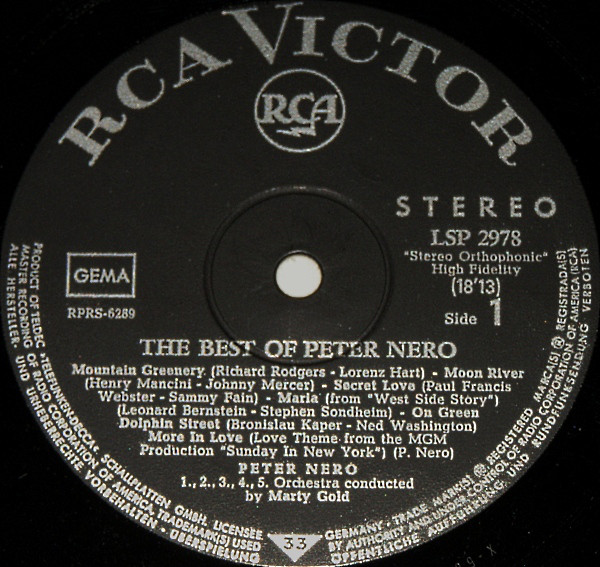 RCA VICTOR
RCA
STEREO
LSP 2978
"Stereo Orthophonic"
High Fidelity
(18'13)
Side 1
GEMA
RPRS-6289
THE BEST OF PETER NERO
Mountain Greenery (Richard Rodgers - Lorenz Hart) - Moon River
(Henry Mancini - Johnny Mercer) - Secret Love (Paul Francis
Webster - Sammy Fain) - Maria (from "West Side Story")
(Leonard Bernstein - Stephen Sondheim) - On Green
Dolphin Street (Bronislau Kaper - Ned Washington)
More In Love (Love Theme from the MGM
Production "Sunday In New York") (P. Nero)
PETER NERO
1., 2., 3., 4., 5. Orchestra conducted
by Marty Gold
33
PRODUCT OF TELDEC »TELEFUNKEN-DECCA« SCHALLPLATTEN GMBH. LICENSEE
MASTER RECORDING OF RADIO CORPORATION OF AMERICA, TRADEMARK(S) USED
ALLE HERSTELLER- UND URHEBERRECHTE VORBEHALTEN · ÜBERSPIELUNG
GERMANY - TRADE MARK(S) ® REGISTERED MARCA(S) ® REGISTRADA(S)
BY AUTHORITY AND UNDER CONTROL OF RADIO CORPORATION OF AMERICA (RCA)
ÖFFENTLICHE AUFFÜHRUNG UND RUNDFUNKSENDUNG VERBOTEN